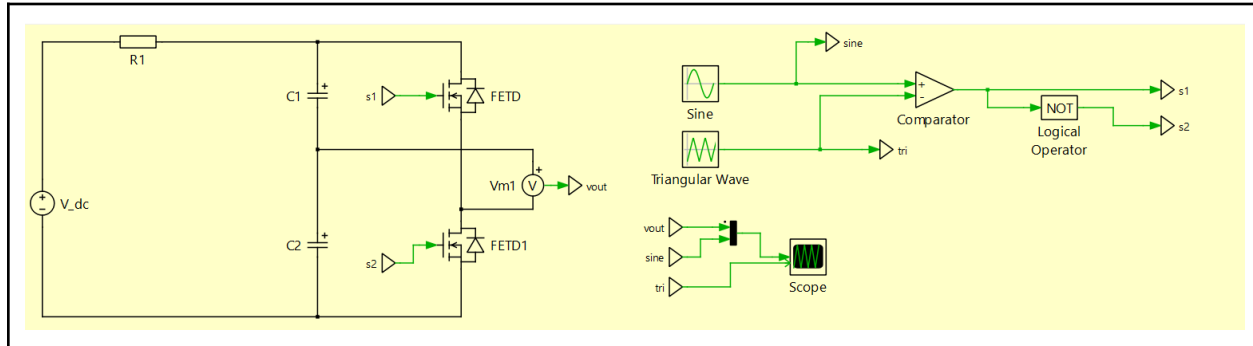 R1
C1
s1
FETD
V_dc
Vm1
V
vout
C2
s2
FETD1
sine
Sine
+
-
Comparator
NOT
Logical
Operator
s1
s2
tri
Triangular Wave
vout
sine
tri
Scope